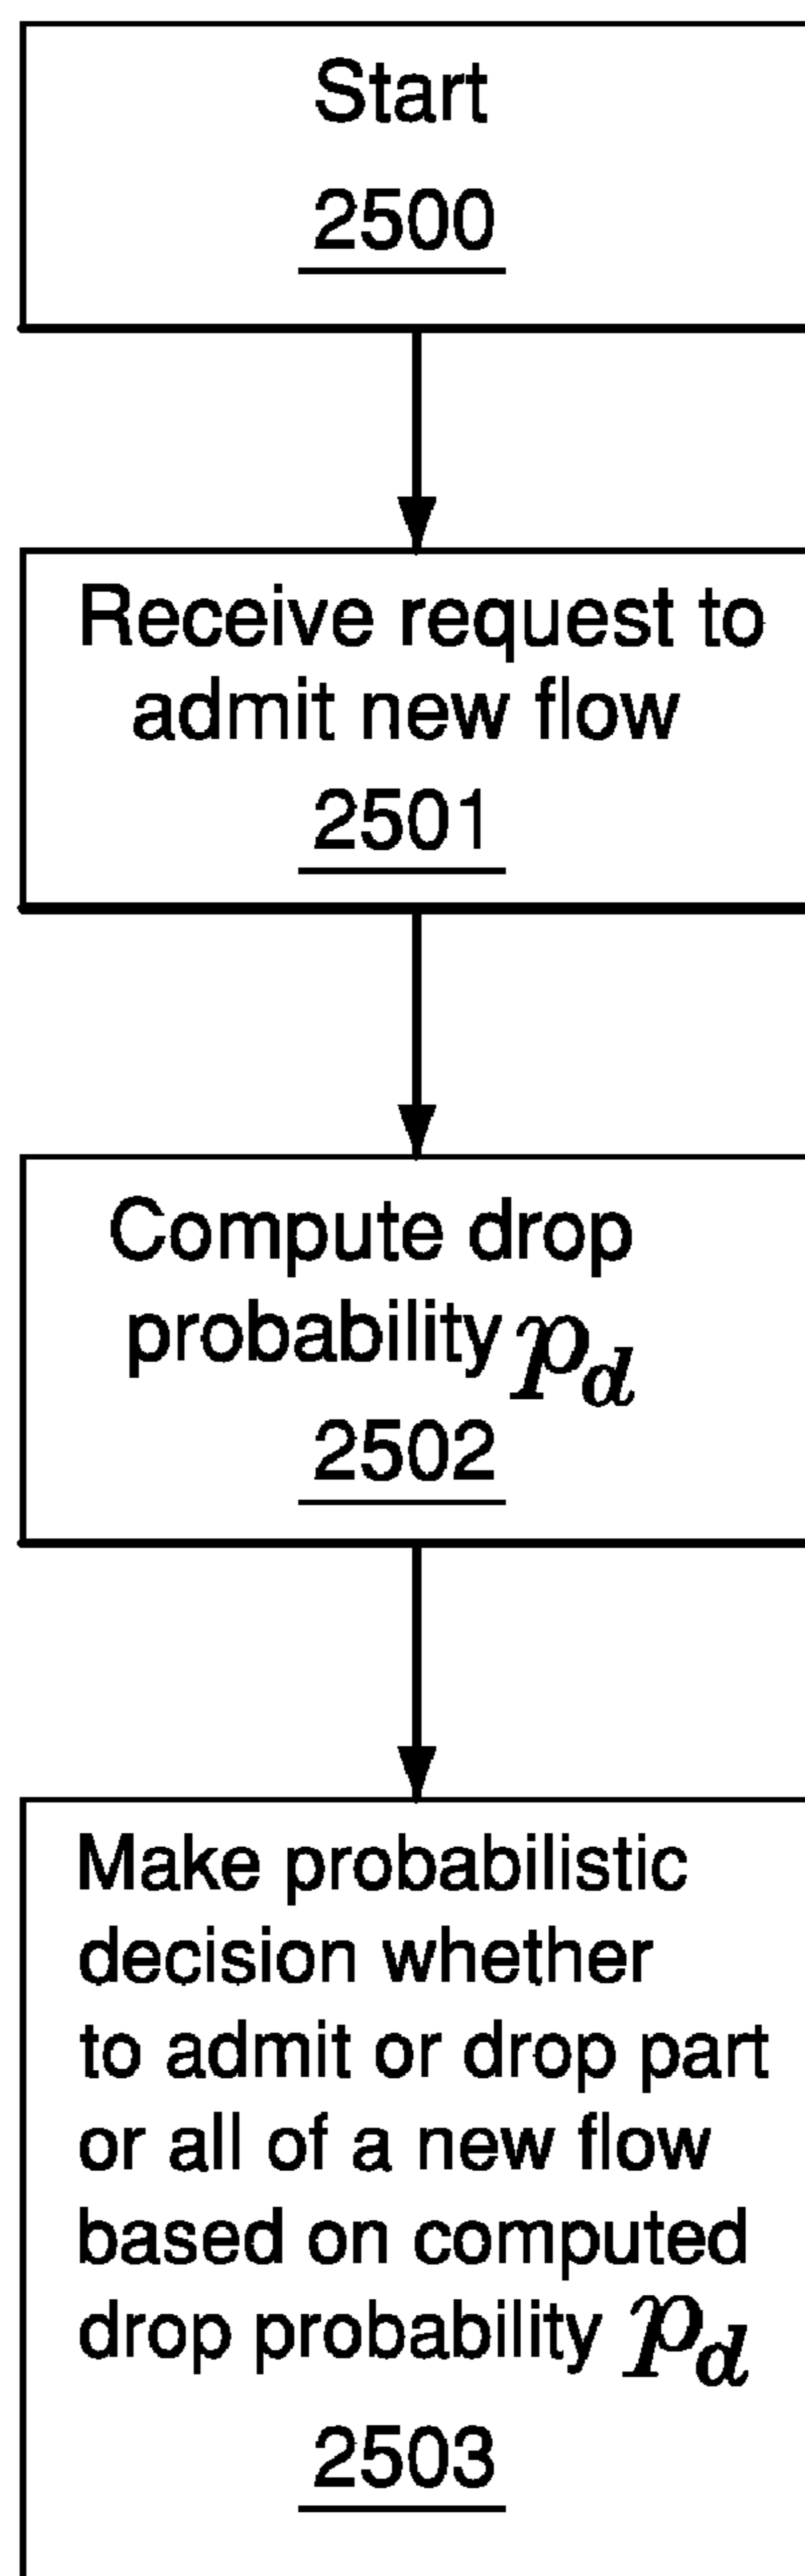 Start
2500
Receive request to
admit new flow
2501
Compute drop
probability p_d
2502
Make probabilistic
decision whether
to admit or drop part
or all of a new flow
based on computed
drop probability p_d
2503